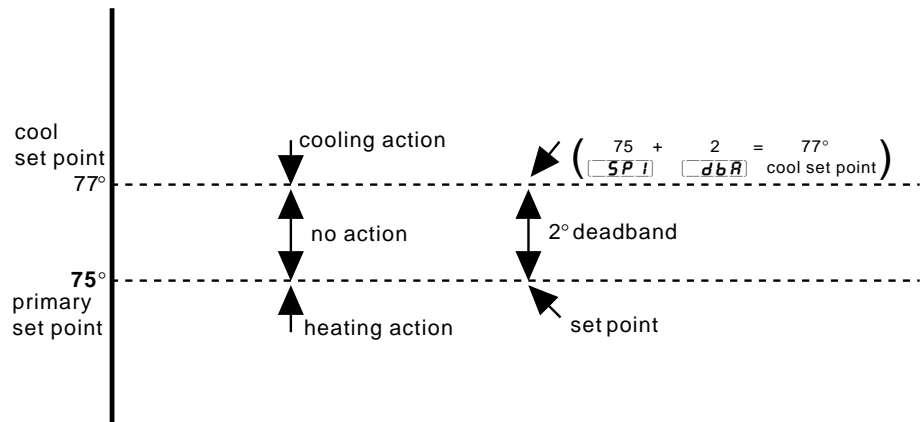 cool
set point
77°
cooling action
75 + 2 = 77°
( SP1 dbA cool set point )
no action
2° deadband
75°
primary
set point
heating action
set point